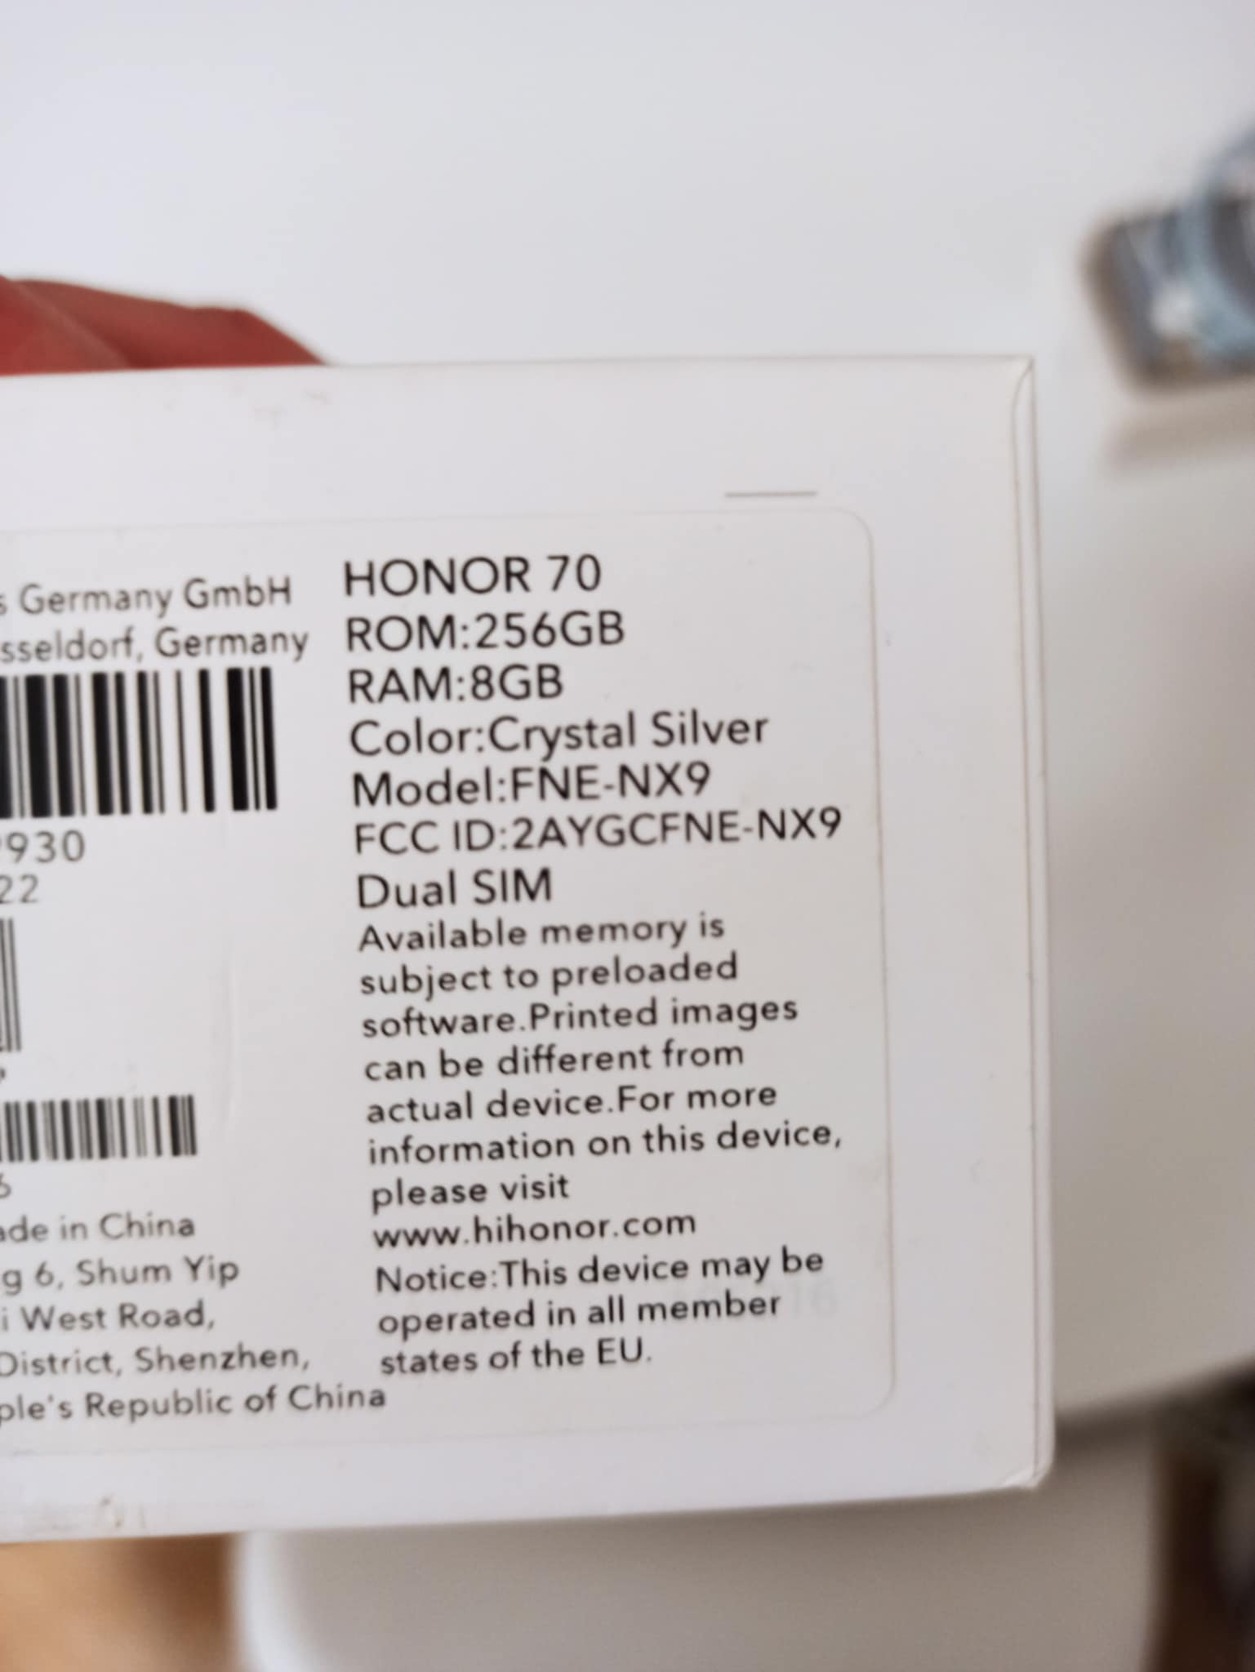 Germany GmbH
sseldorf, Germany
930
22
6
ade in China
g 6, Shum Yip
i West Road,
District, Shenzhen,
ple's Republic of China
HONOR 70
ROM:256GB
RAM:8GB
Color:Crystal Silver
Model:FNE-NX9
FCC ID:2AYGCFNE-NX9
Dual SIM
Available memory is
subject to preloaded
software.Printed images
can be different from
actual device.For more
information on this device,
please visit
www.hihonor.com
Notice:This device may be
operated in all member
states of the EU.